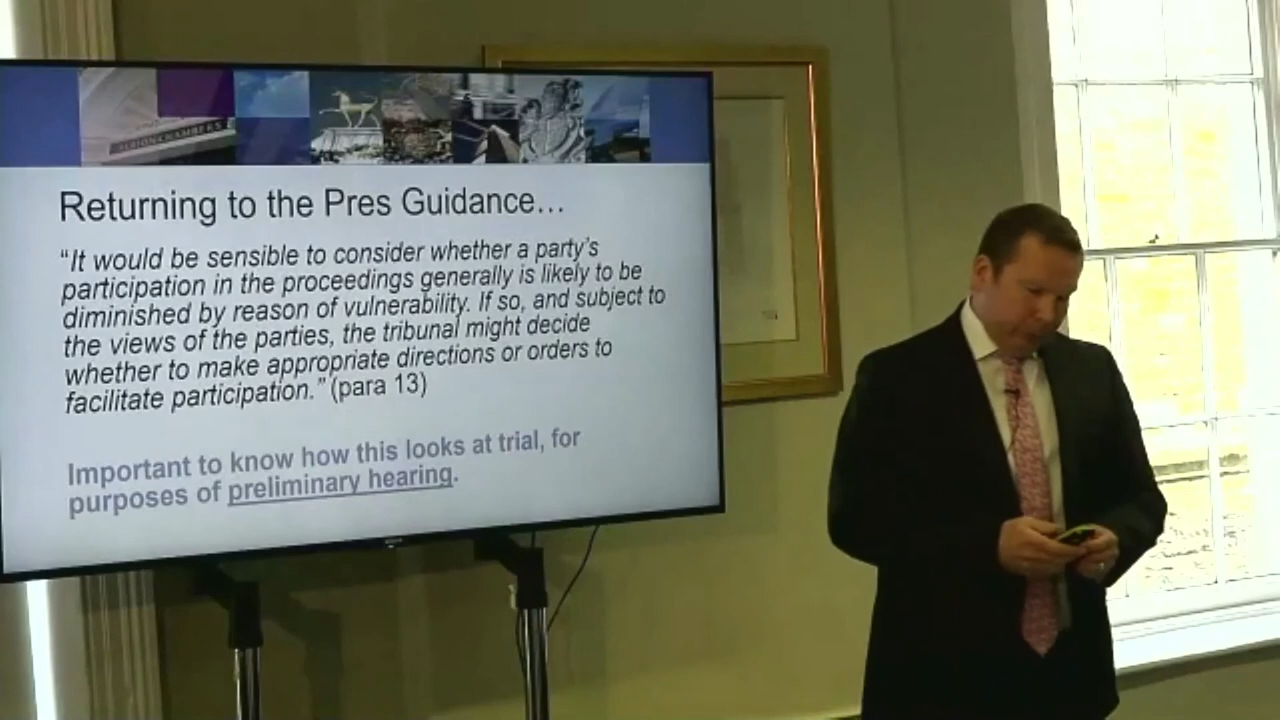 ALBION CHAMBERS
Returning to the Pres Guidance…
“It would be sensible to consider whether a party’s
participation in the proceedings generally is likely to be
diminished by reason of vulnerability. If so, and subject to
the views of the parties, the tribunal might decide
whether to make appropriate directions or orders to
facilitate participation.” (para 13)
Important to know how this looks at trial, for
purposes of preliminary hearing.